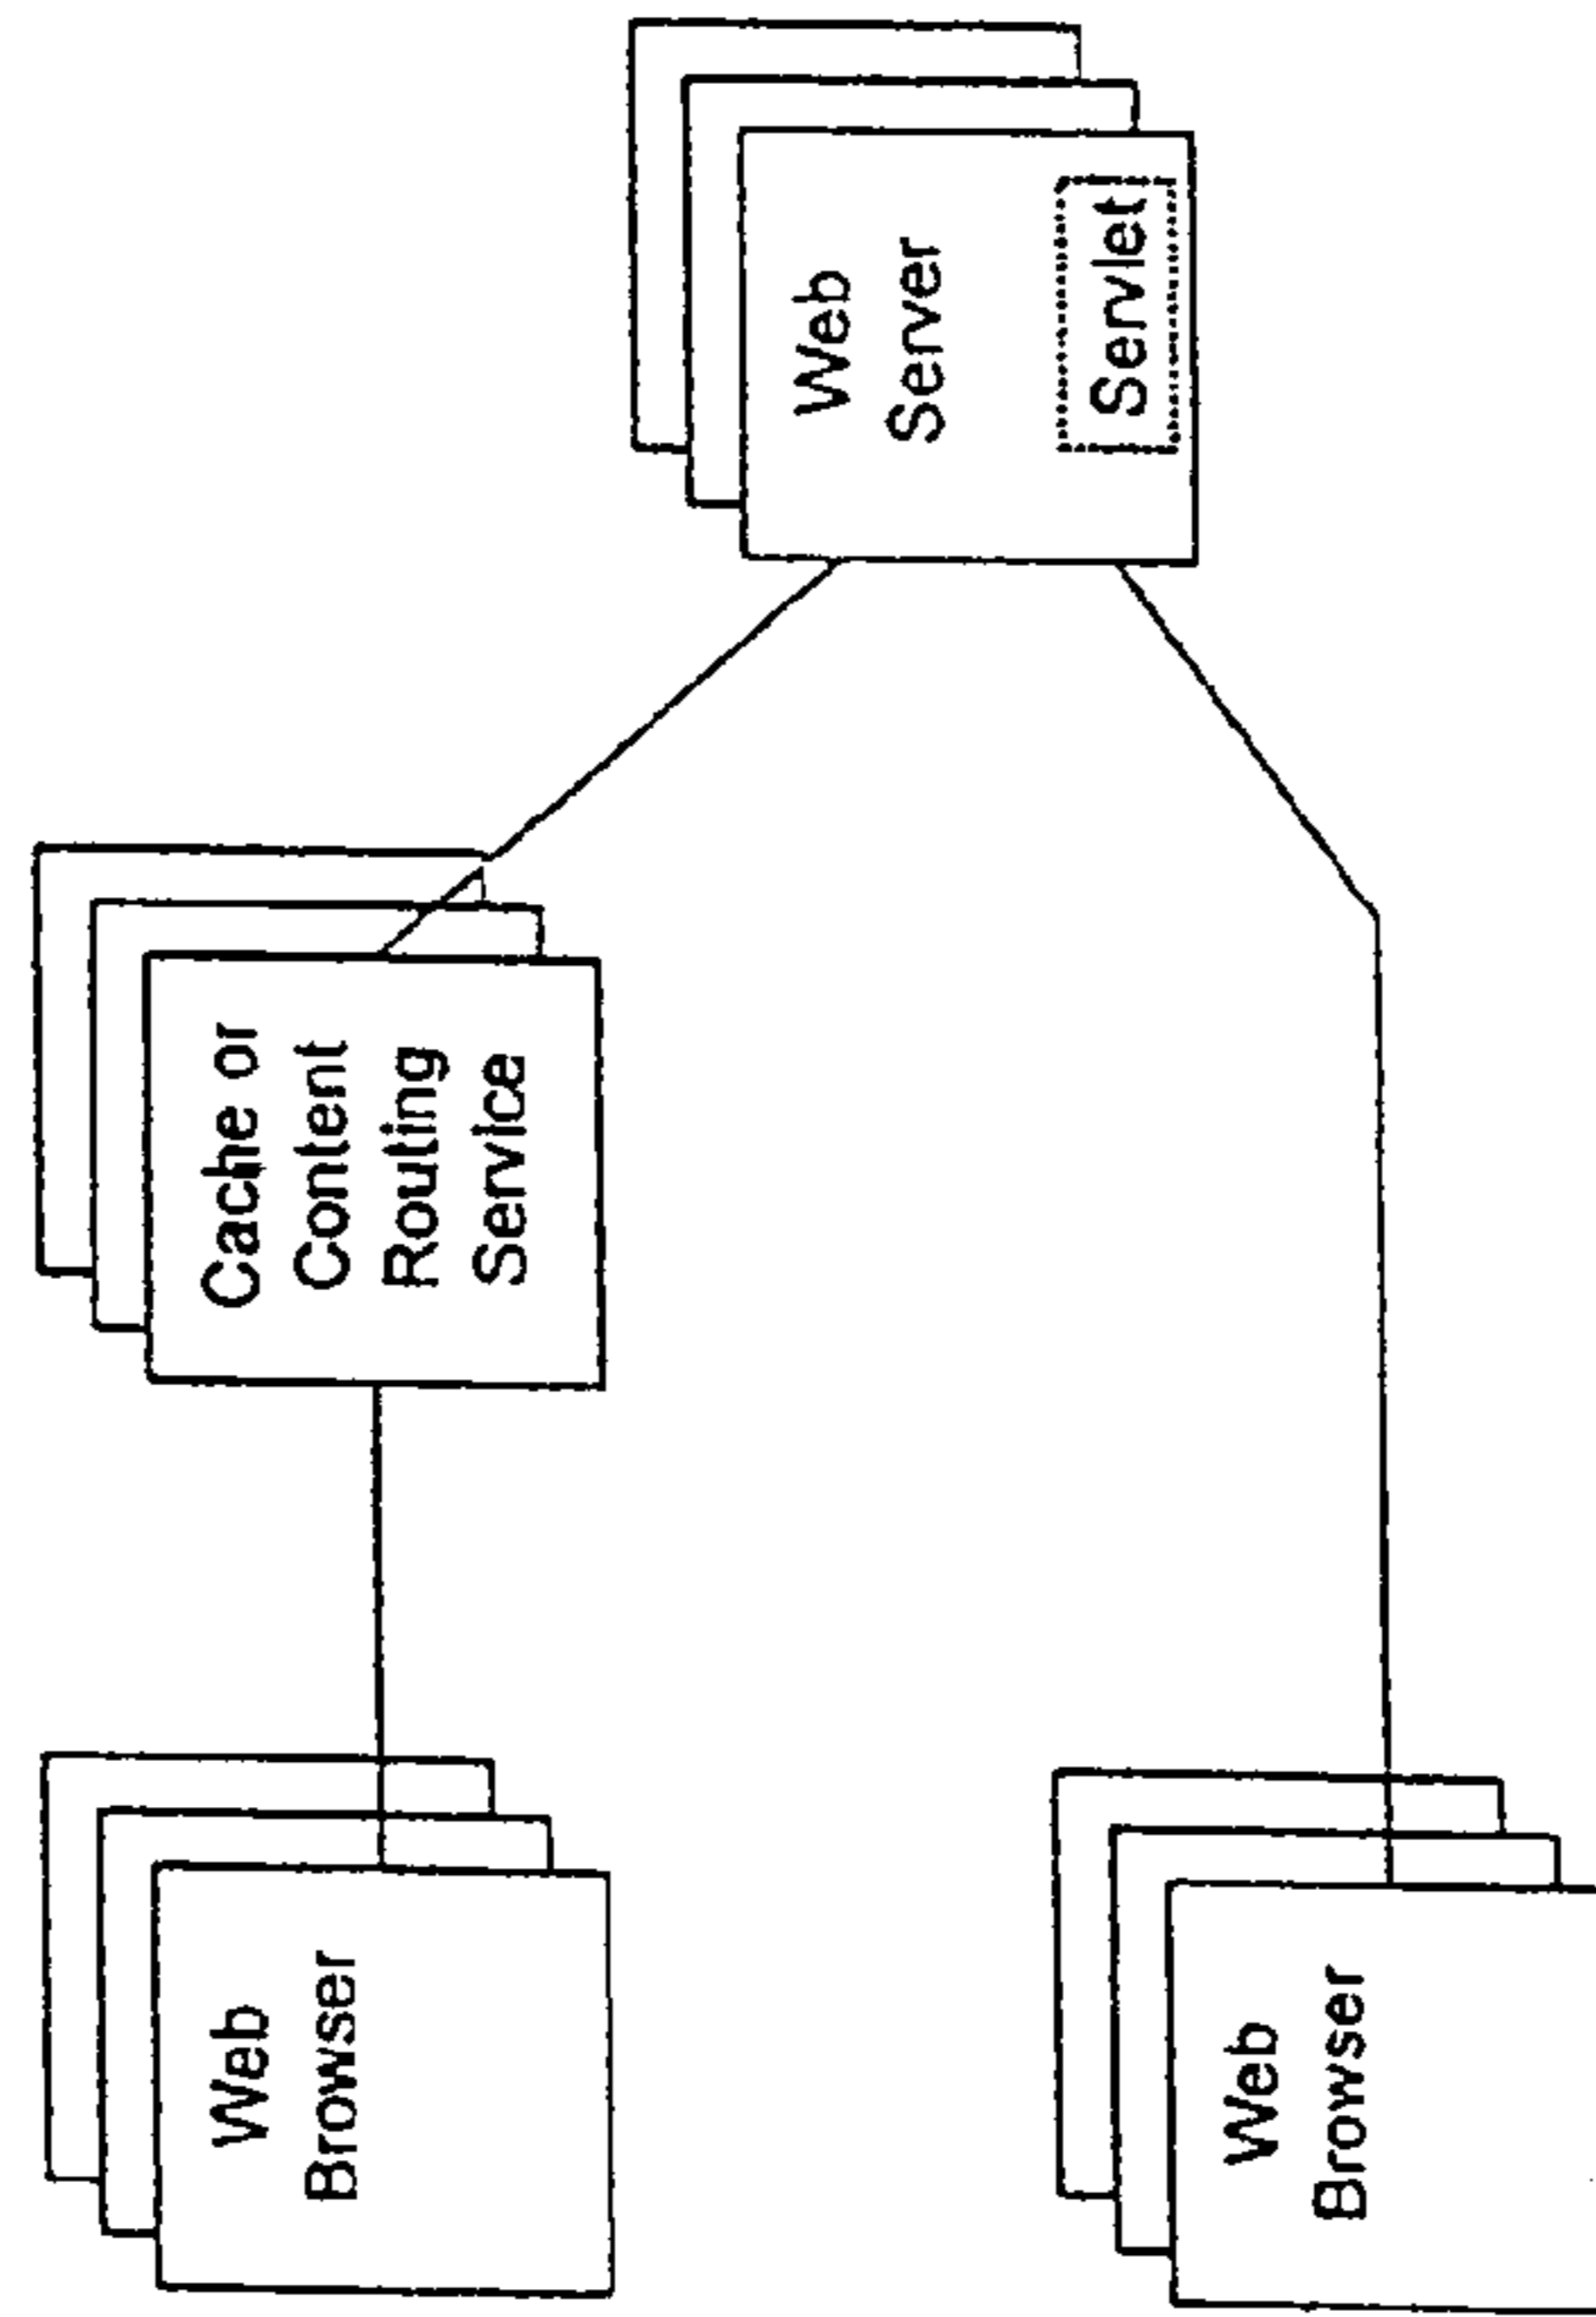 Web
Browser
Cache or
Content
Routing
Service
Web
Server
Servlet
Web
Browser